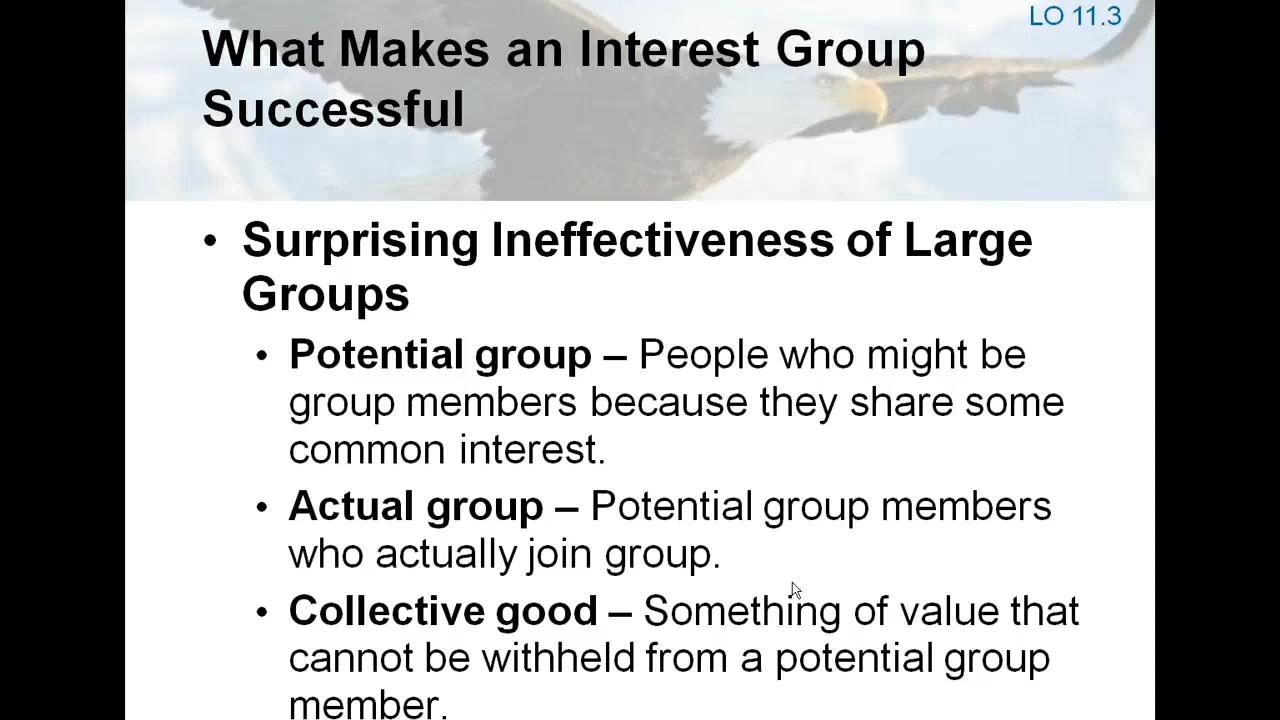 LO 11.3
What Makes an Interest Group
Successful
• Surprising Ineffectiveness of Large
Groups
• Potential group – People who might be
group members because they share some
common interest.
• Actual group – Potential group members
who actually join group.
• Collective good – Something of value that
cannot be withheld from a potential group
member.